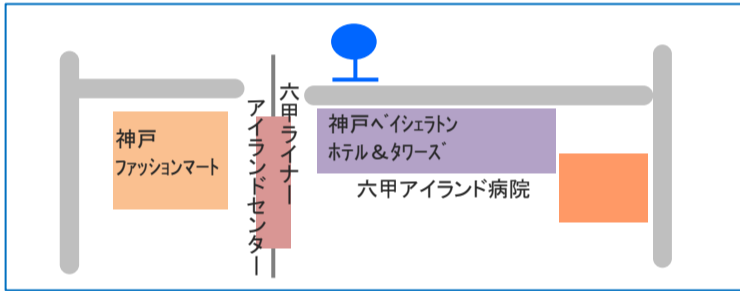 神戸
ファッションマート
アイランドセンター
六甲ライナー
神戸ベイシェラトン
ホテル＆タワーズ
六甲アイランド病院